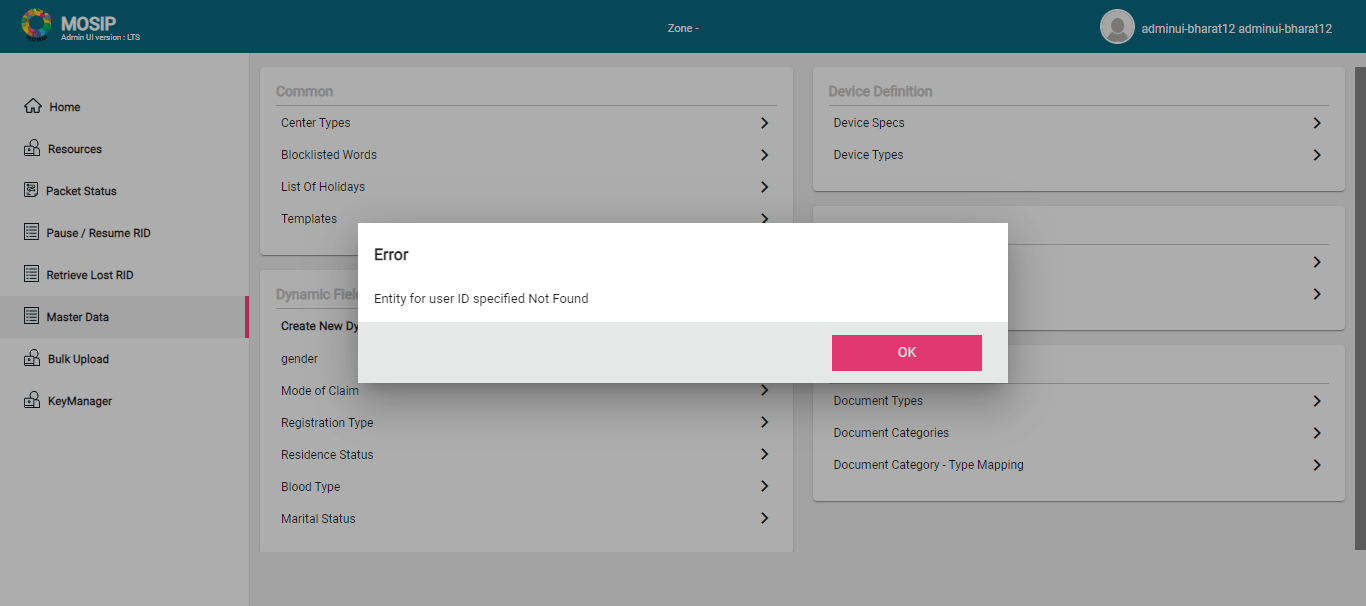 MOSIP
Admin UI version : LTS
Zone -
adminui-bharat12 adminui-bharat12
Home
Resources
Packet Status
Pause / Resume RID
Retrieve Lost RID
Master Data
Bulk Upload
KeyManager
Common
Center Types
Blocklisted Words
List Of Holidays
Templates
Dynamic Fiel
Create New Dy
gender
Mode of Claim
Registration Type
Residence Status
Blood Type
Marital Status
Device Definition
Device Specs
Device Types
Document Types
Document Categories
Document Category - Type Mapping
Error
Entity for user ID specified Not Found
OK